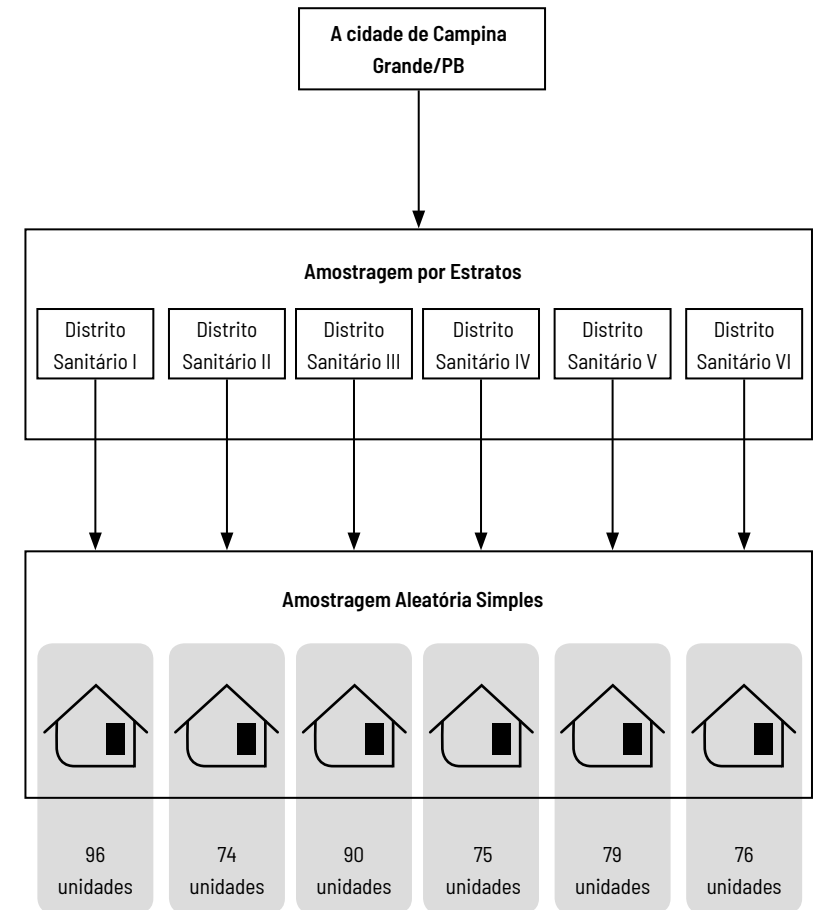 A cidade de Campina
Grande/PB
Amostragem por Estratos
Distrito
Sanitário I
Distrito
Sanitário II
Distrito
Sanitário III
Distrito
Sanitário IV
Distrito
Sanitário V
Distrito
Sanitário VI
Amostragem Aleatória Simples
96
unidades
74
unidades
90
unidades
75
unidades
79
unidades
76
unidades